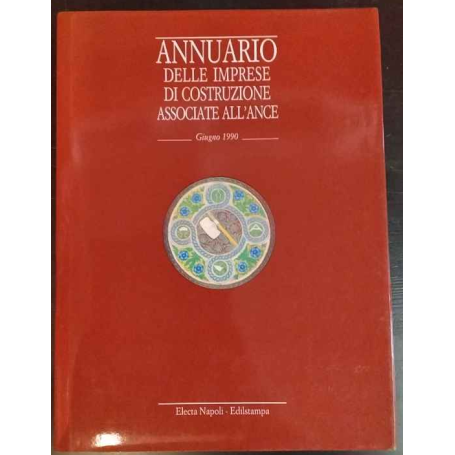 ANNUARIO
DELLE IMPRESE
DI COSTRUZIONE
ASSOCIATE ALL'ANCE
Giugno 1990
Electa Napoli - Edilstampa